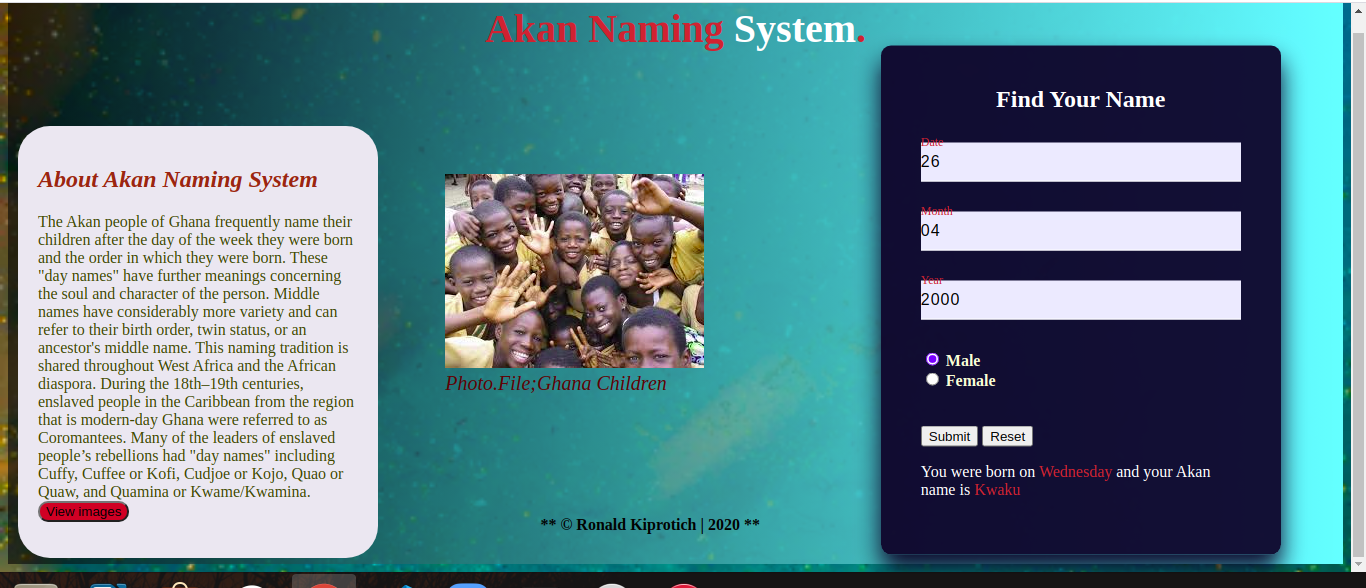 Akan Naming System.
About Akan Naming System
The Akan people of Ghana frequently name their
children after the day of the week they were born
and the order in which they were born. These
"day names" have further meanings concerning
the soul and character of the person. Middle
names have considerably more variety and can
refer to their birth order, twin status, or an
ancestor's middle name. This naming tradition is
shared throughout West Africa and the African
diaspora. During the 18th–19th centuries,
enslaved people in the Caribbean from the region
that is modern-day Ghana were referred to as
Coromantees. Many of the leaders of enslaved
people’s rebellions had "day names" including
Cuffy, Cuffee or Kofi, Cudjoe or Kojo, Quao or
Quaw, and Quamina or Kwame/Kwamina.
View images
Photo.File;Ghana Children
** © Ronald Kiprotich | 2020 **
Find Your Name
Date
26
Month
04
Year
2000
Male
Female
Submit Reset
You were born on Wednesday and your Akan
name is Kwaku